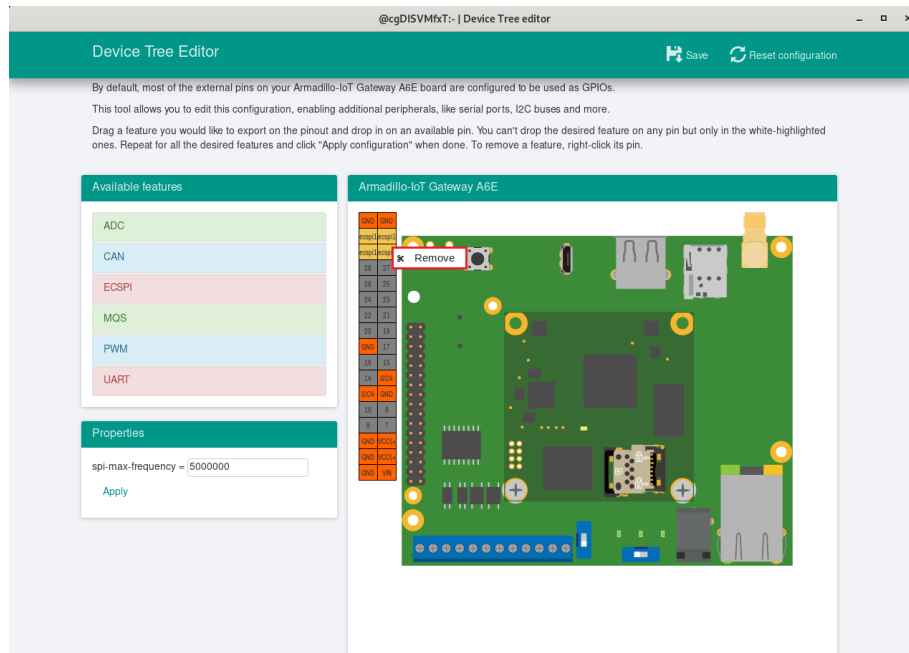 @cgDISVMfxT:~ | Device Tree editor
Device Tree Editor
Save
Reset configuration
By default, most of the external pins on your Armadillo-IoT Gateway A6E board are configured to be used as GPIOs.
This tool allows you to edit this configuration, enabling additional peripherals, like serial ports, I2C buses and more.
Drag a feature you would like to export on the pinout and drop in on an available pin. You can't drop the desired feature on any pin but only in the white-highlighted
ones. Repeat for all the desired features and click "Apply configuration" when done. To remove a feature, right-click its pin.
Available features
ADC
CAN
ECSPI
MQS
PWM
UART
Properties
spi-max-frequency = 5000000
Apply
Armadillo-IoT Gateway A6E
GND GND
ecspi1 ecspi1
ecspi1 ecspi
Remove
29 27
26 25
24 23
22 21
20 19
GND 17
18 15
14 I2C4
I2C4 GND
10 9
8 7
GND VCC(+
GND VCC(+
GND VIN